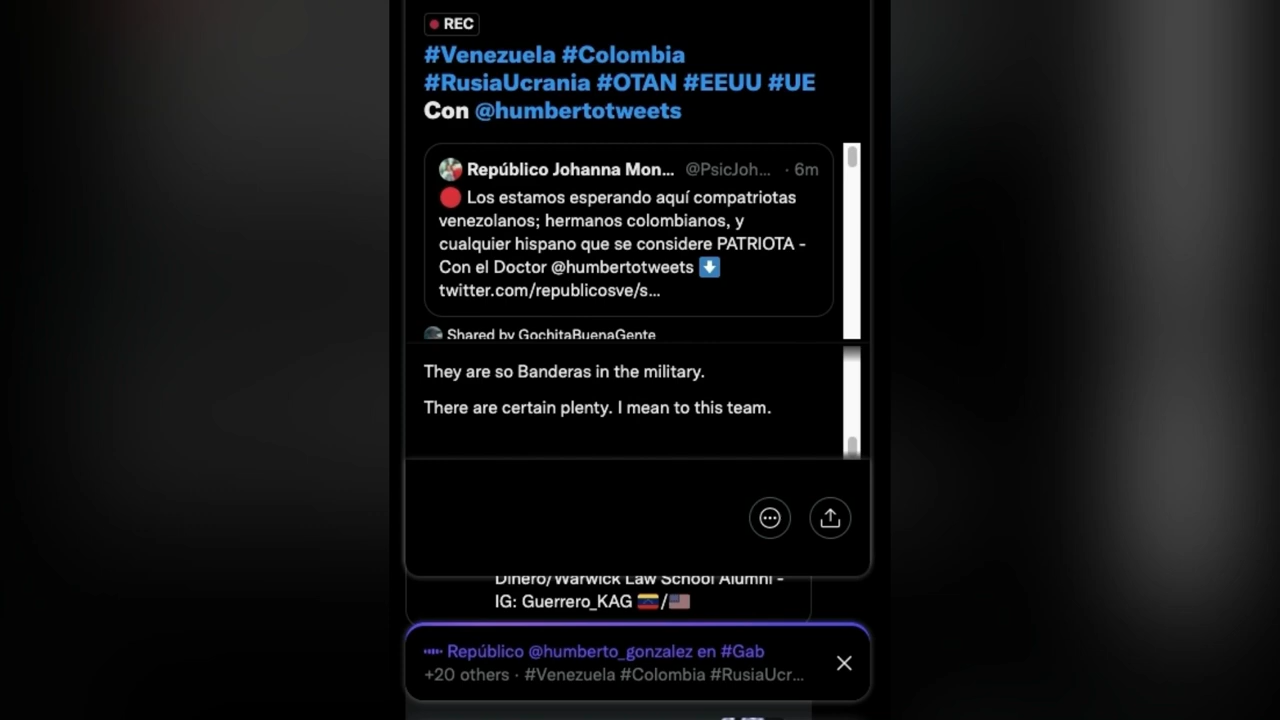 REC
#Venezuela #Colombia
#RusiaUcrania #OTAN #EEUU #UE
Con @humbertotweets
Repúblico Johanna Mon... @PsicJoh... · 6m
🔴 Los estamos esperando aquí compatriotas
venezolanos; hermanos colombianos, y
cualquier hispano que se considere PATRIOTA -
Con el Doctor @humbertotweets ⬇️
twitter.com/republicosve/s...
Shared by GochitaBuenaGente
They are so Banderas in the military.
There are certain plenty. I mean to this team.
Dinero/Warwick Law School Alumni -
IG: Guerrero_KAG 🇻🇪/🇺🇸
Repúblico @humberto_gonzalez en #Gab
+20 others · #Venezuela #Colombia #RusiaUcr...